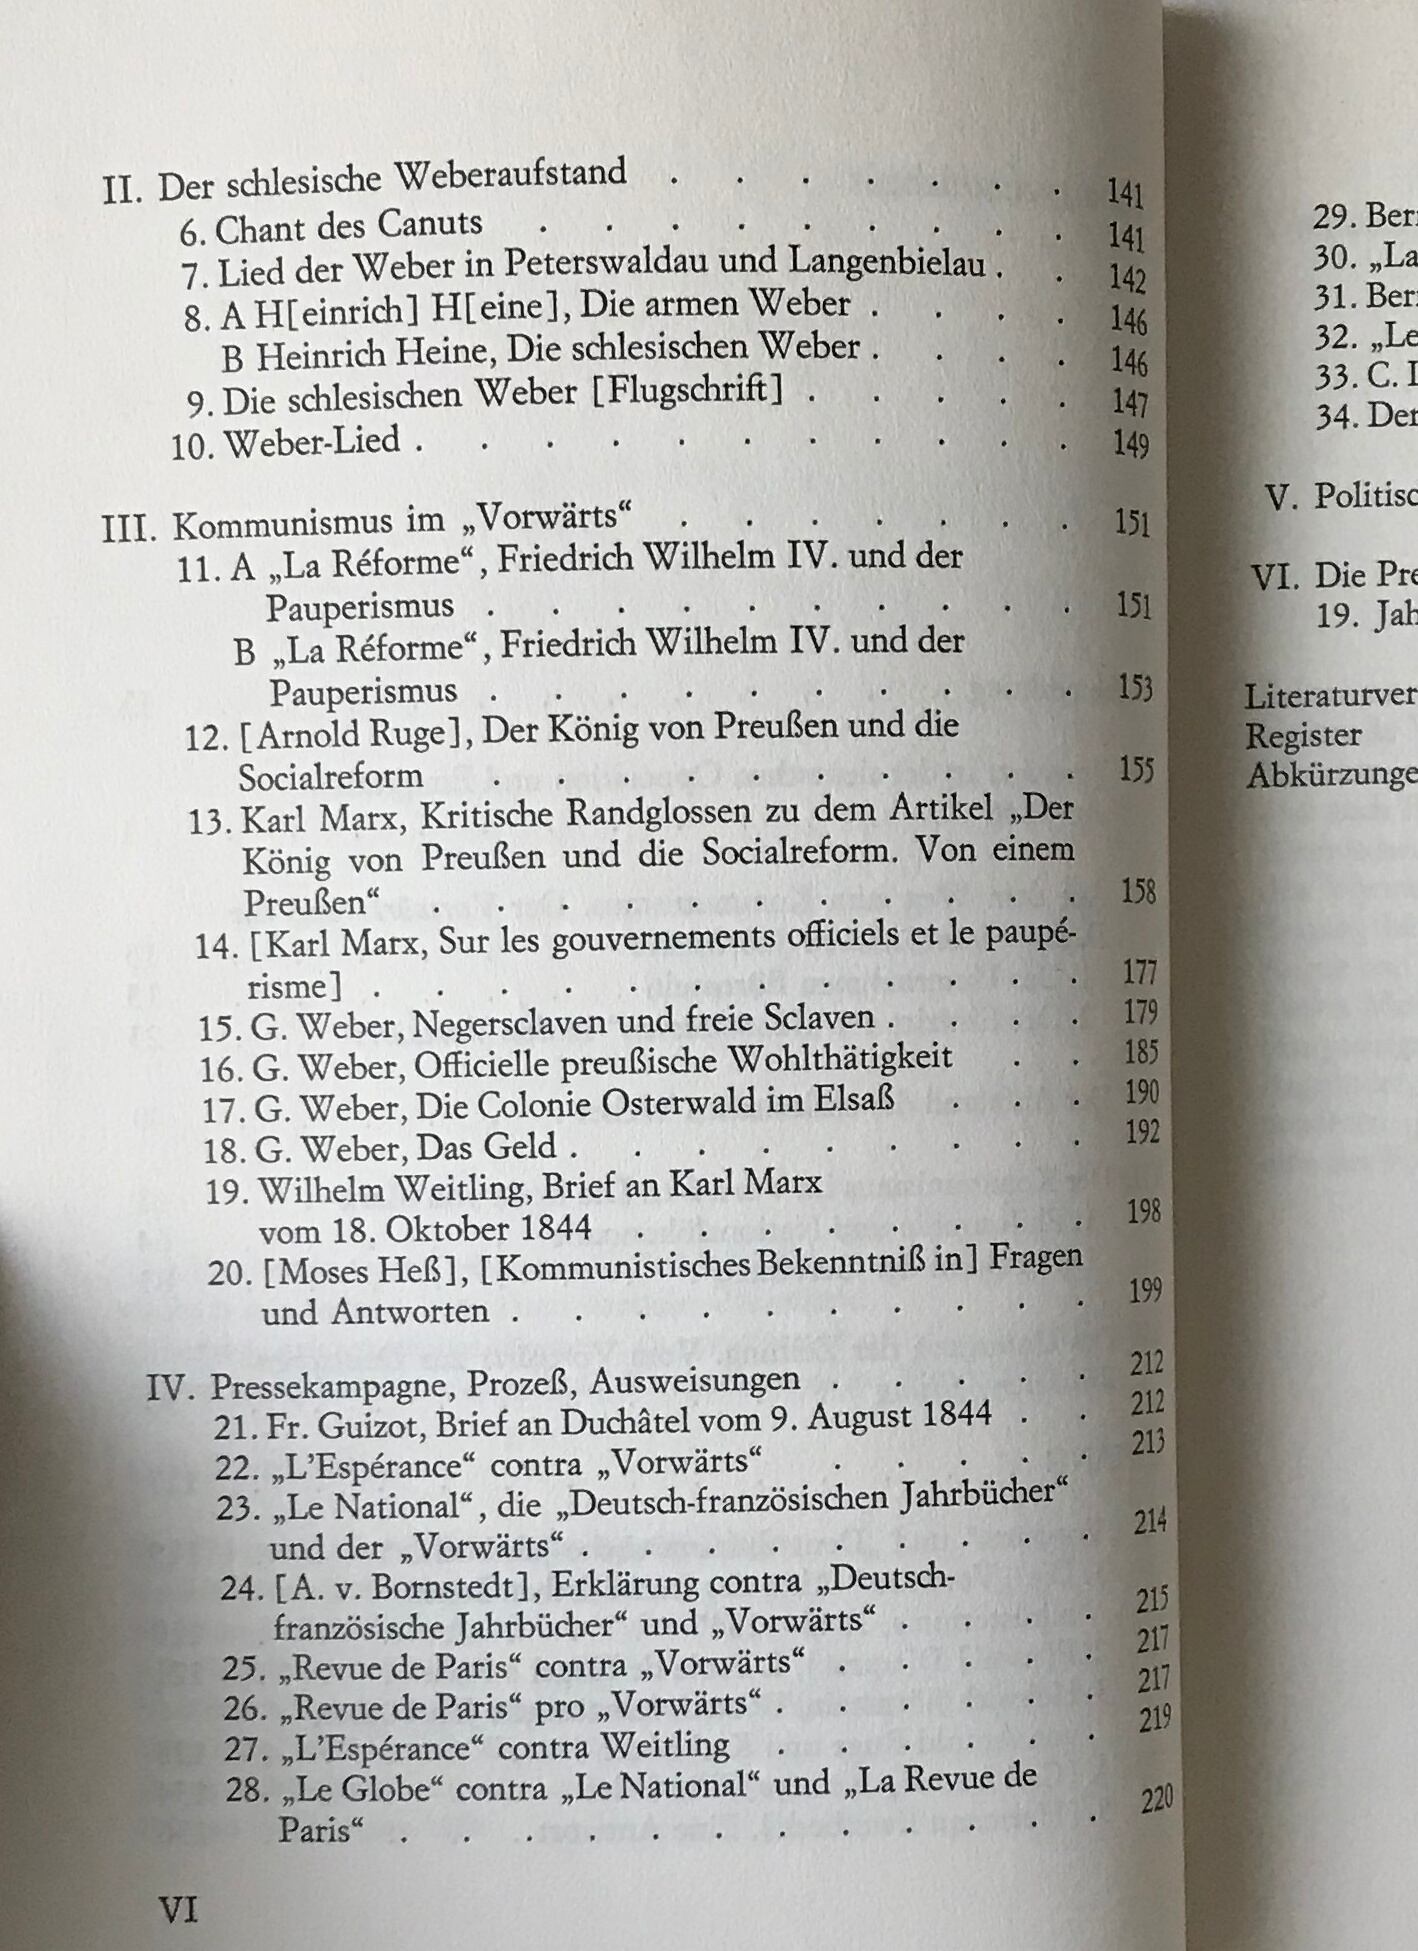 II. Der schlesische Weberaufstand . . . . . . . 141
6. Chant des Canuts . . . . . . . . . 141
7. Lied der Weber in Peterswaldau und Langenbielau . . 142
8. A H[einrich] H[eine], Die armen Weber . . . . 146
B Heinrich Heine, Die schlesischen Weber . . . . 146
9. Die schlesischen Weber [Flugschrift] . . . . . 147
10. Weber-Lied . . . . . . . . . . . 149
III. Kommunismus im „Vorwärts“ . . . . . . . 151
11. A „La Réforme“, Friedrich Wilhelm IV. und der
Pauperismus . . . . . . . . . . 151
B „La Réforme“, Friedrich Wilhelm IV. und der
Pauperismus . . . . . . . . . . 153
12. [Arnold Ruge], Der König von Preußen und die
Socialreform . . . . . . . . . . 155
13. Karl Marx, Kritische Randglossen zu dem Artikel „Der
König von Preußen und die Socialreform. Von einem
Preußen“ . . . . . . . . . . . 158
14. [Karl Marx, Sur les gouvernements officiels et le paupé-
risme] . . . . . . . . . . . . 177
15. G. Weber, Negersclaven und freie Sclaven . . . . 179
16. G. Weber, Officielle preußische Wohlthätigkeit . . 185
17. G. Weber, Die Colonie Osterwald im Elsaß . . . 190
18. G. Weber, Das Geld . . . . . . . . . 192
19. Wilhelm Weitling, Brief an Karl Marx
vom 18. Oktober 1844 . . . . . . . . 198
20. [Moses Heß], [Kommunistisches Bekenntniß in] Fragen
und Antworten . . . . . . . . . . 199
IV. Pressekampagne, Prozeß, Ausweisungen . . . . . 212
21. Fr. Guizot, Brief an Duchâtel vom 9. August 1844 . . 212
22. „L’Espérance“ contra „Vorwärts“ . . . . . 213
23. „Le National“, die „Deutsch-französischen Jahrbücher“
und der „Vorwärts“ . . . . . . . . . 214
24. [A. v. Bornstedt], Erklärung contra „Deutsch-
französische Jahrbücher“ und „Vorwärts“ . . . . 215
25. „Revue de Paris“ contra „Vorwärts“ . . . . . 217
26. „Revue de Paris“ pro „Vorwärts“ . . . . . . 217
27. „L’Espérance“ contra Weitling . . . . . . 219
28. „Le Globe“ contra „Le National“ und „La Revue de
Paris“ . . . . . . . . . . . . 220
VI
29. Ber
30. „La
31. Ber
32. „Le
33. C.
34. Der
V. Politisc
VI. Die Pre
19. Jah
Literaturver
Register
Abkürzunge